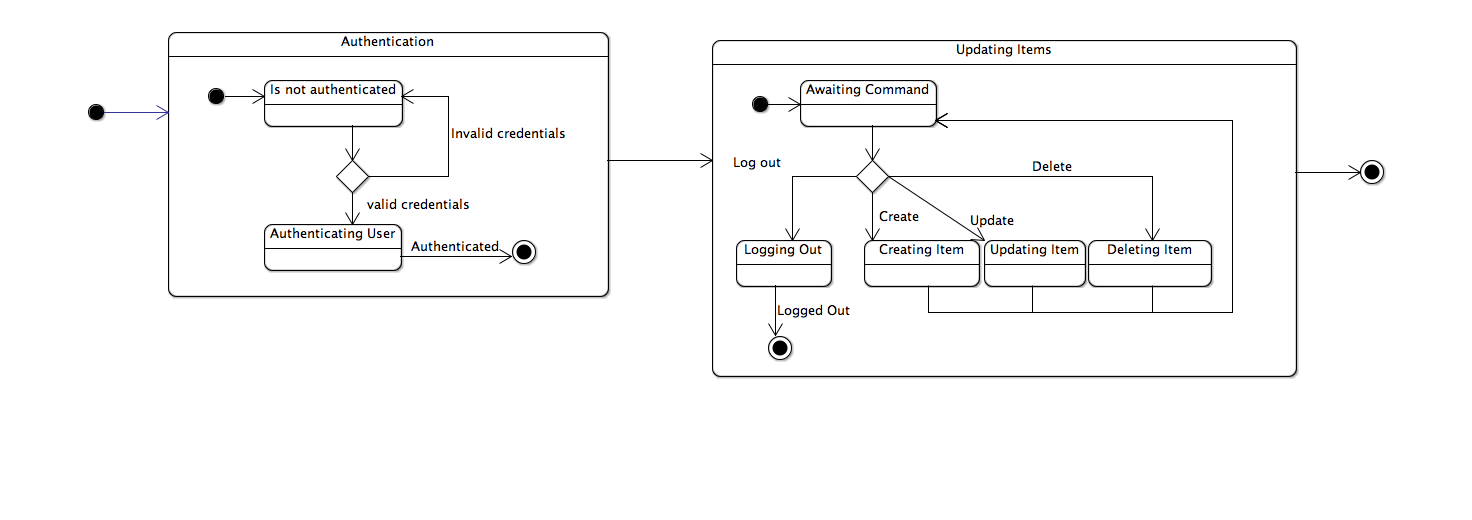 Authentication
Is not authenticated
Invalid credentials
valid credentials
Authenticating User
Authenticated
Updating Items
Awaiting Command
Log out
Delete
Create
Update
Logging Out
Creating Item
Updating Item
Deleting Item
Logged Out